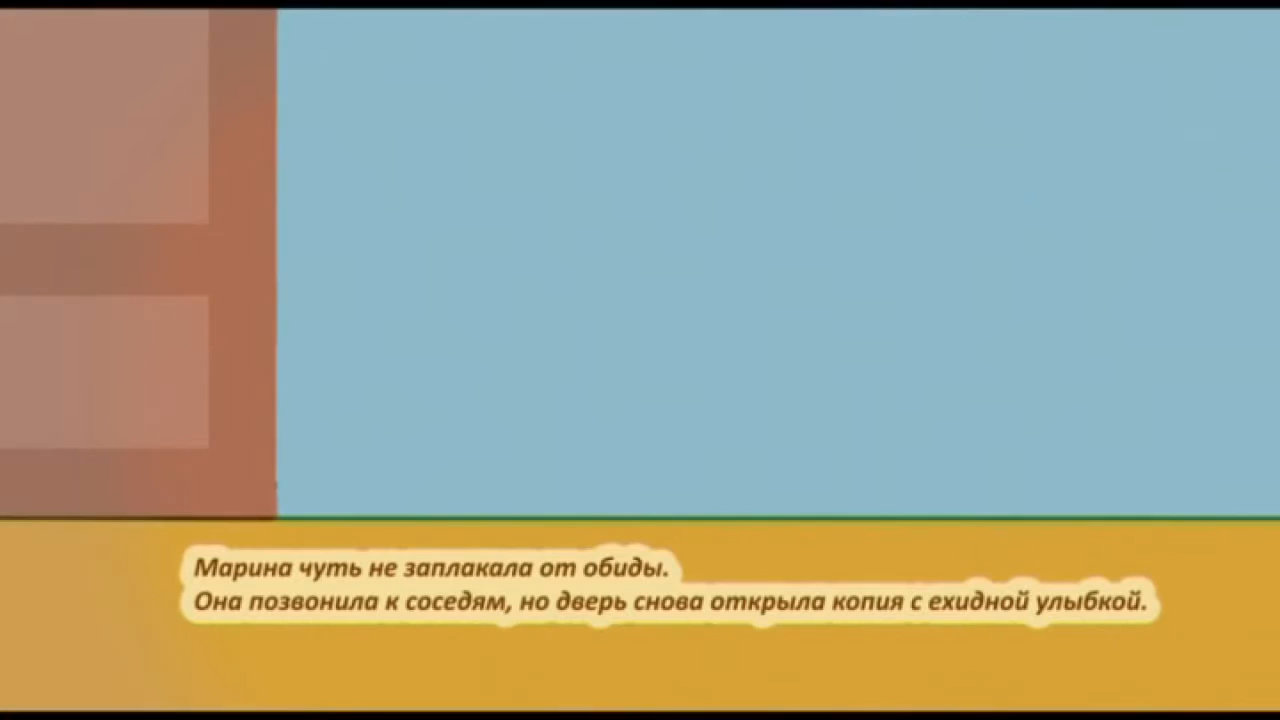 Марина чуть не заплакала от обиды.
Она позвонила к соседям, но дверь снова открыла копия с ехидной улыбкой.